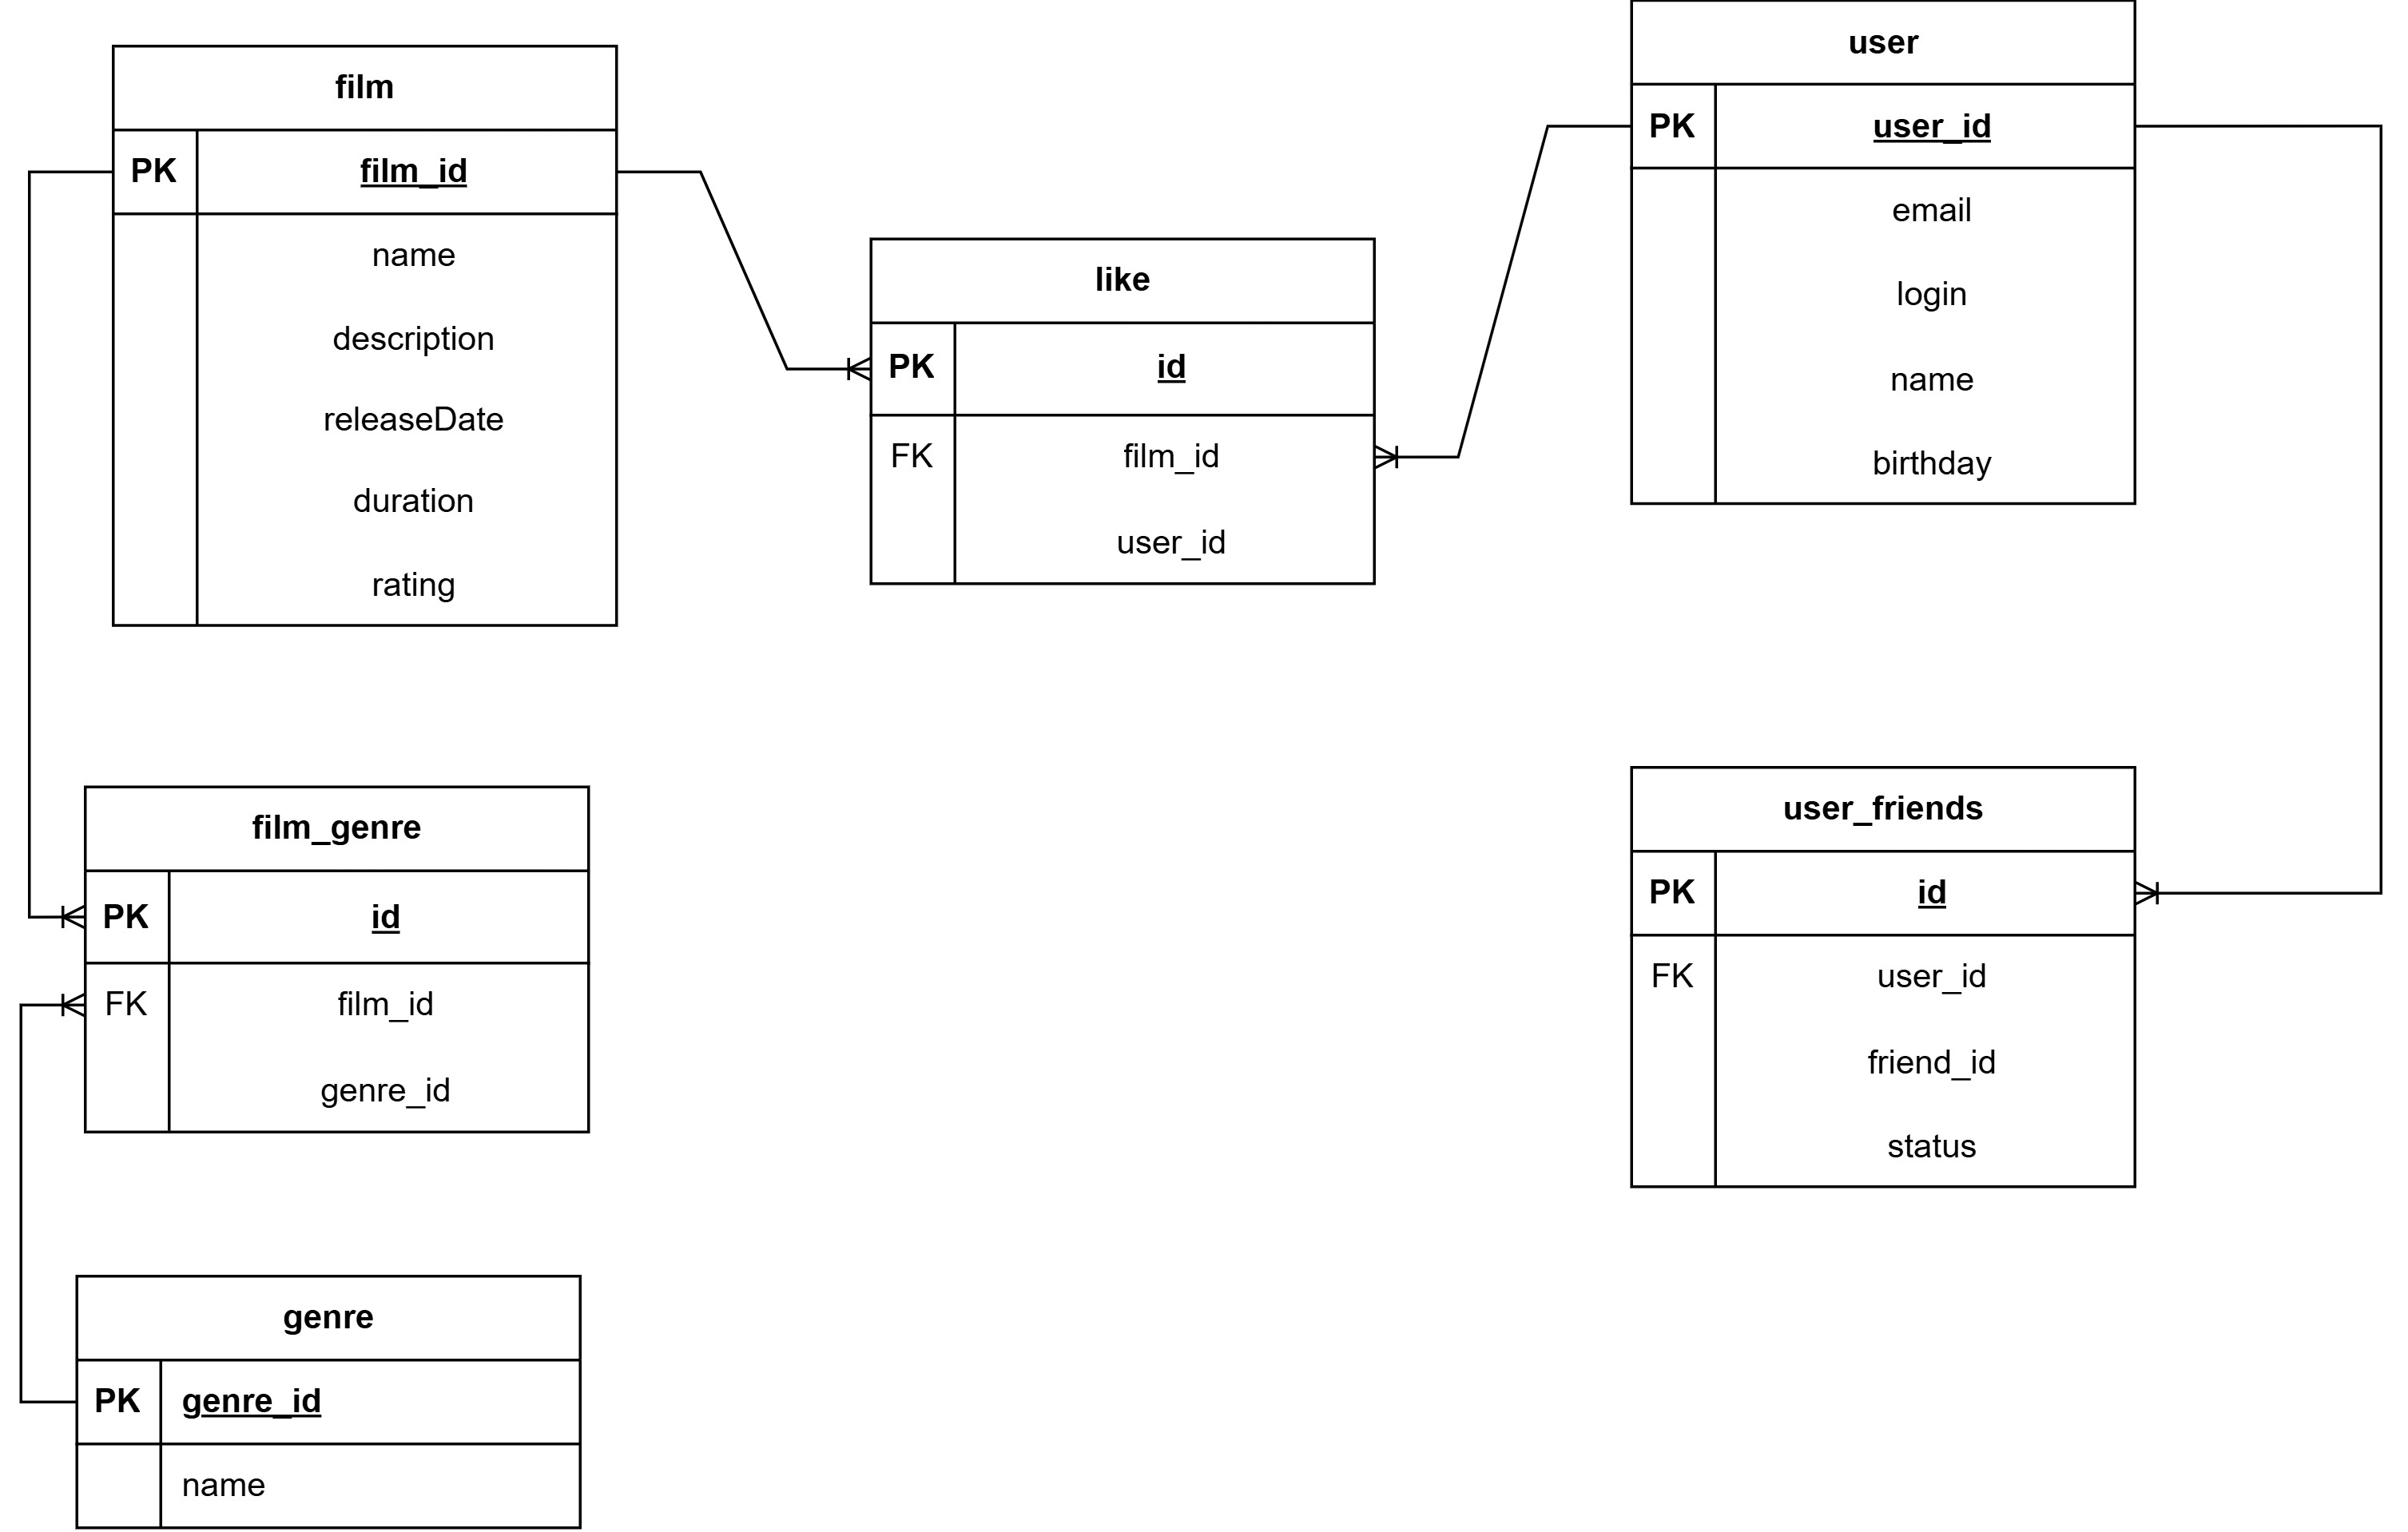 film
PK film_id
name
description
releaseDate
duration
rating
like
PK id
FK film_id
user_id
user
PK user_id
email
login
name
birthday
film_genre
PK id
FK film_id
genre_id
user_friends
PK id
FK user_id
friend_id
status
genre
PK genre_id
name